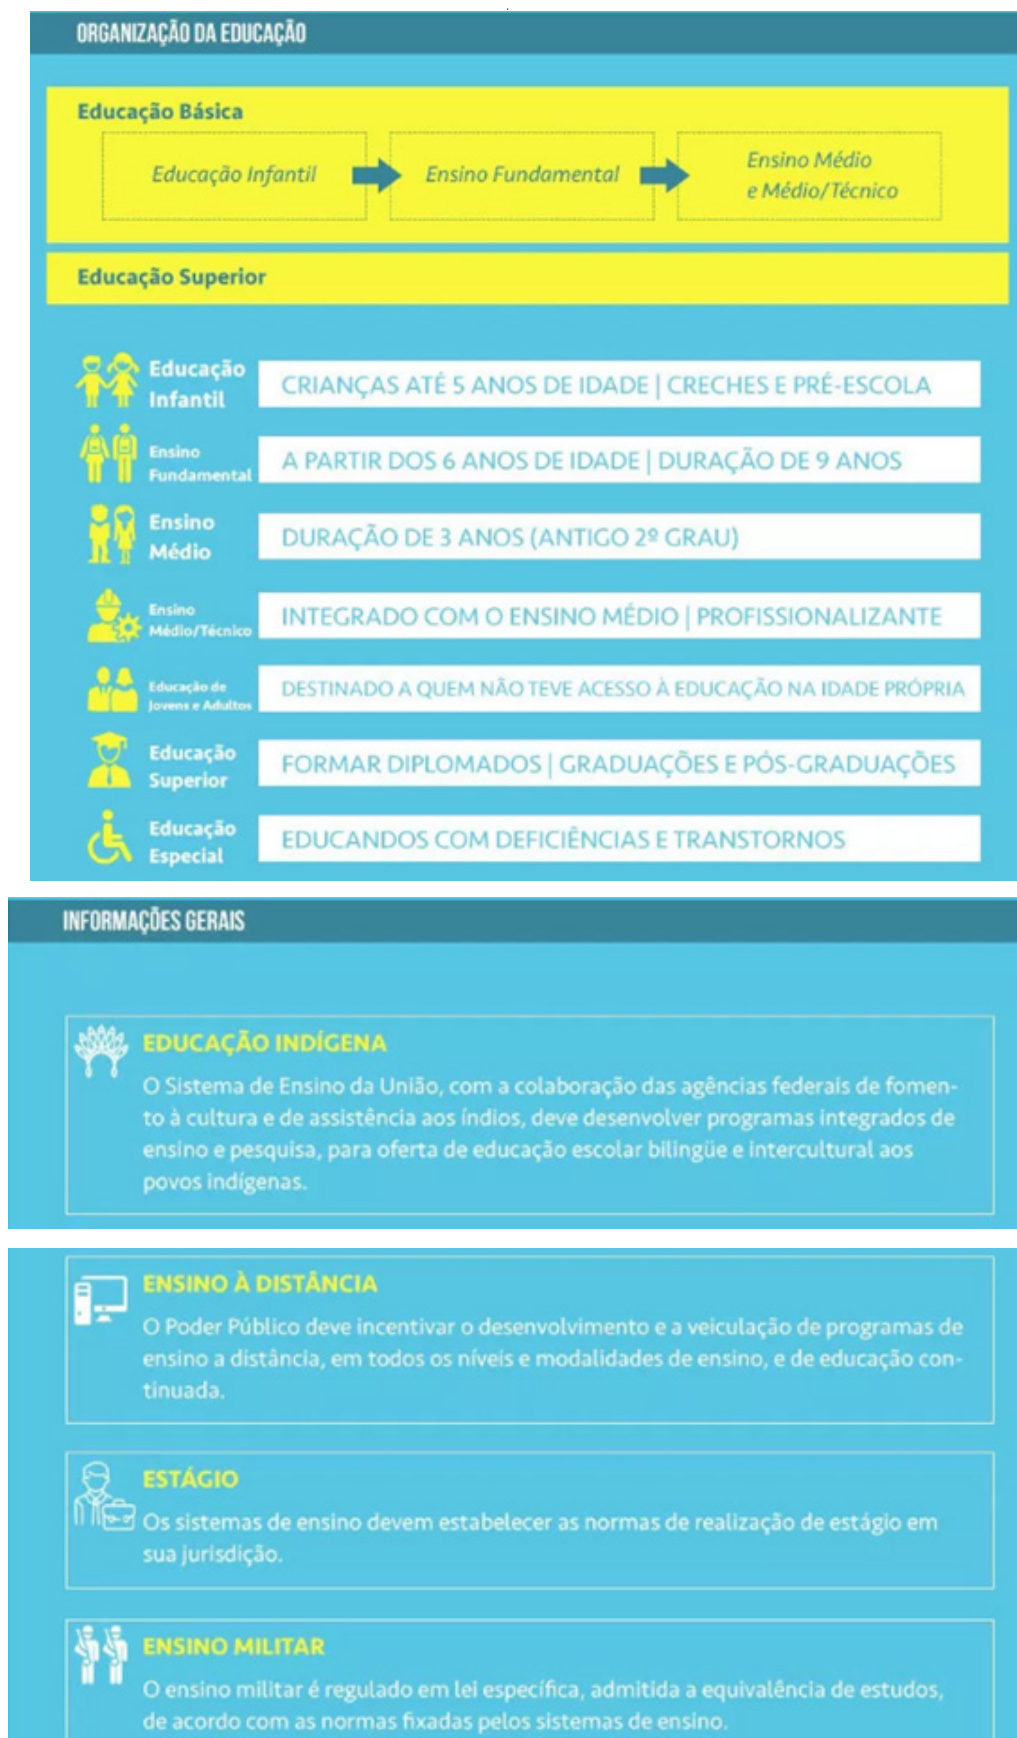 ORGANIZAÇÃO DA EDUCAÇÃO
Educação Básica
Educação Infantil
Ensino Fundamental
Ensino Médio
e Médio/Técnico
Educação Superior
Educação
Infantil
CRIANÇAS ATÉ 5 ANOS DE IDADE | CRECHES E PRÉ-ESCOLA
Ensino
Fundamental
A PARTIR DOS 6 ANOS DE IDADE | DURAÇÃO DE 9 ANOS
Ensino
Médio
DURAÇÃO DE 3 ANOS (ANTIGO 2º GRAU)
Ensino
Médio/Técnico
INTEGRADO COM O ENSINO MÉDIO | PROFISSIONALIZANTE
Educação de
Jovens e Adultos
DESTINADO A QUEM NÃO TEVE ACESSO À EDUCAÇÃO NA IDADE PRÓPRIA
Educação
Superior
FORMAR DIPLOMADOS | GRADUAÇÕES E PÓS-GRADUAÇÕES
Educação
Especial
EDUCANDOS COM DEFICIÊNCIAS E TRANSTORNOS
INFORMAÇÕES GERAIS
EDUCAÇÃO INDÍGENA
O Sistema de Ensino da União, com a colaboração das agências federais de fomen-
to à cultura e de assistência aos índios, deve desenvolver programas integrados de
ensino e pesquisa, para oferta de educação escolar bilingüe e intercultural aos
povos indígenas.
ENSINO À DISTÂNCIA
O Poder Público deve incentivar o desenvolvimento e a veiculação de programas de
ensino a distância, em todos os níveis e modalidades de ensino, e de educação con-
tinuada.
ESTÁGIO
Os sistemas de ensino devem estabelecer as normas de realização de estágio em
sua jurisdição.
ENSINO MILITAR
O ensino militar é regulado em lei específica, admitida a equivalência de estudos,
de acordo com as normas fixadas pelos sistemas de ensino.